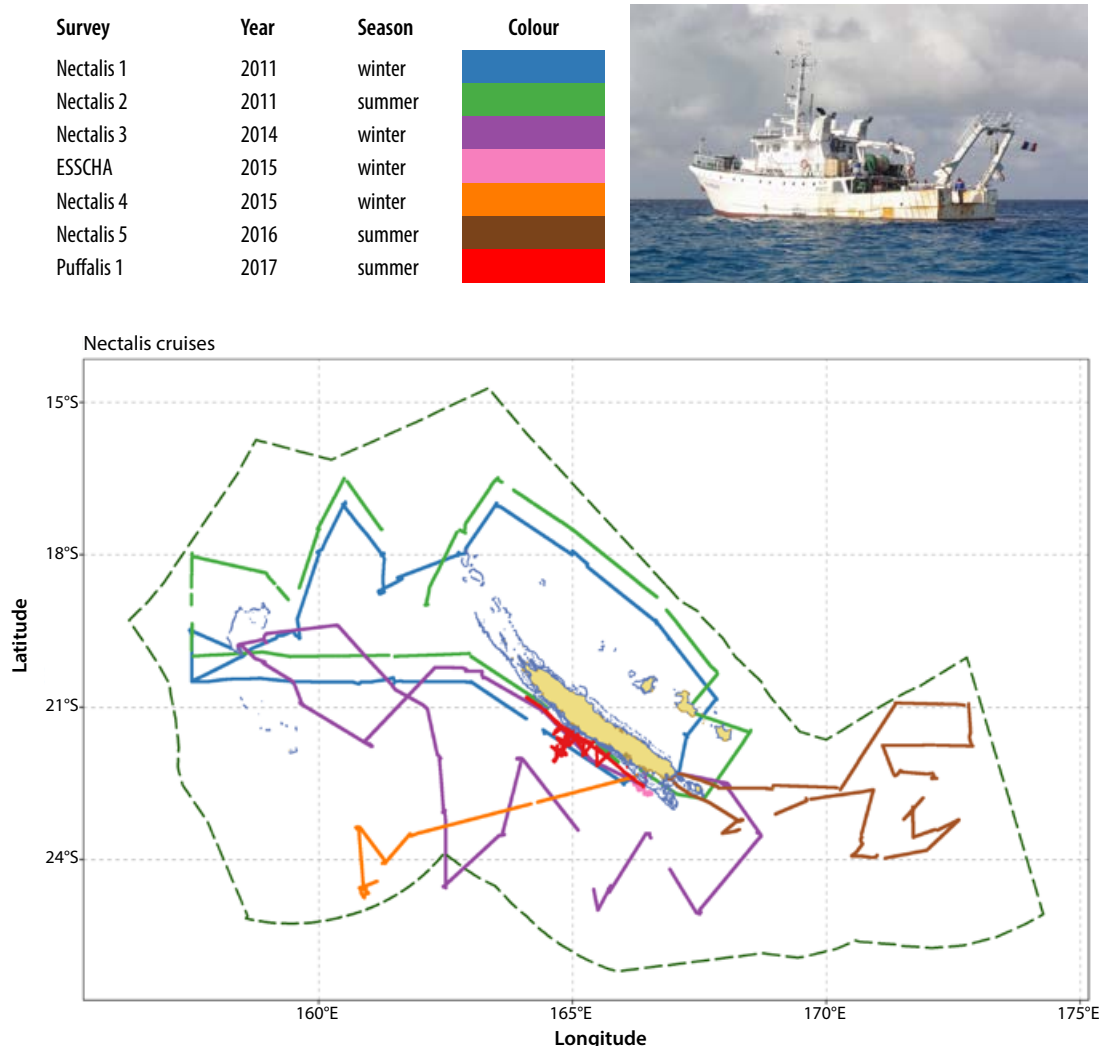 Survey Year Season Colour
Nectalis 1 2011 winter
Nectalis 2 2011 summer
Nectalis 3 2014 winter
ESSCHA 2015 winter
Nectalis 4 2015 winter
Nectalis 5 2016 summer
Puffalis 1 2017 summer
Nectalis cruises
15°S
18°S
21°S
24°S
Latitude
160°E 165°E 170°E 175°E
Longitude